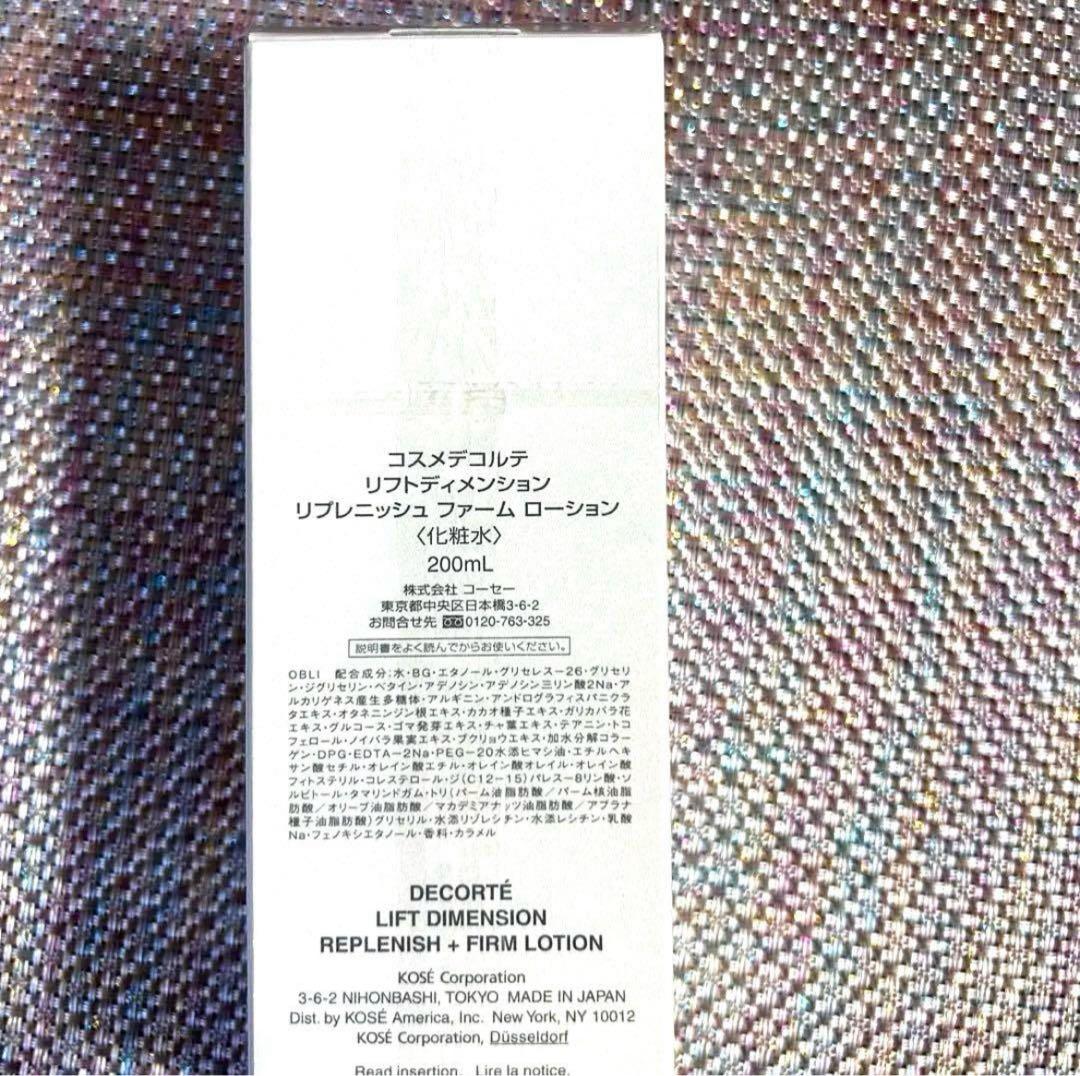 コスメデコルテ
リフトディメンション
リプレニッシュ ファーム ローション
〈化粧水〉
200mL
株式会社 コーセー
東京都中央区日本橋3-6-2
お問合せ先 0120-763-325
説明書をよく読んでからお使いください。
OBLI 配合成分:水・BG・エタノール・グリセレス-26・グリセリ
ン・ジグリセリン・ベタイン・アデノシン・アデノシン三リン酸2Na・ア
ルカリゲネス産生多糖体・アルギニン・アンドログラフィスパニクラ
タエキス・オタネニンジン根エキス・カカオ種子エキス・ガリカバラ花
エキス・グルコース・ゴマ発芽エキス・チャ葉エキス・テアニン・トコ
フェロール・ノイバラ果実エキス・ブクリョウエキス・加水分解コラー
ゲン・DPG・EDTA-2Na・PEG-20水添ヒマシ油・エチルヘキ
サン酸セチル・オレイン酸エチル・オレイン酸オレイル・オレイン酸
フィトステリル・コレステロール・ジ(C12-15)パレス-8リン酸・ソ
ルビトール・タマリンドガム・トリ(パーム油脂肪酸/パーム核油脂
肪酸/オリーブ油脂肪酸/マカデミアナッツ油脂肪酸/アブラナ
種子油脂肪酸)グリセリル・水添リゾレシチン・水添レシチン・乳酸
Na・フェノキシエタノール・香料・カラメル
DECORTÉ
LIFT DIMENSION
REPLENISH + FIRM LOTION
KOSÉ Corporation
3-6-2 NIHONBASHI, TOKYO MADE IN JAPAN
Dist. by KOSÉ America, Inc. New York, NY 10012
KOSÉ Corporation, Düsseldorf
Read insertion. Lire la notice.